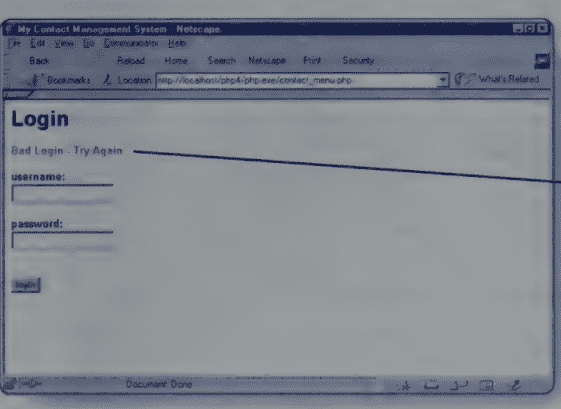 My Contact Management System - Netscape
File Edit View Go Communicator Help
Back Reload Home Search Netscape Print Security
Bookmarks Location http://localhost/php4/php.exe/contact_menu.php What's Related
Login
Bad Login - Try Again
username:
password:
login
Document: Done